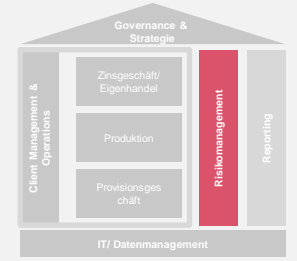 Governance &
Strategie
Client Management &
Operations
Zinsgeschäft/
Eigenhandel
Produktion
Provisionsges
chäft
Risikomanagement
Reporting
IT/ Datenmanagement